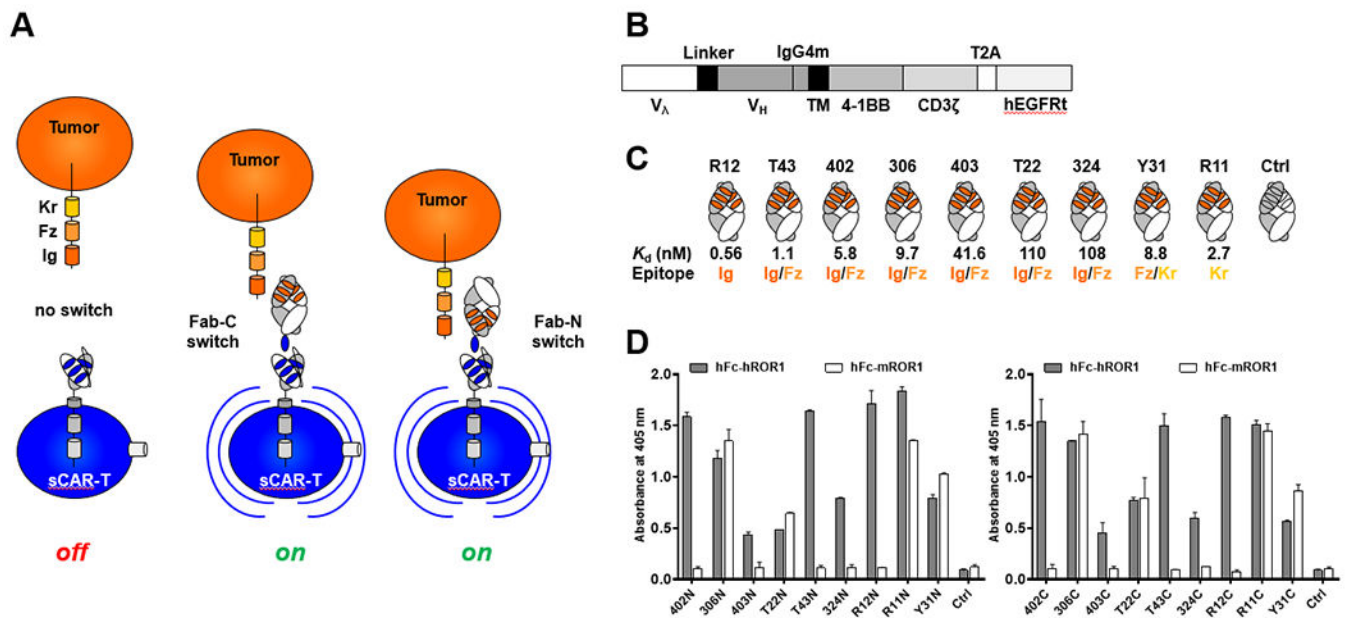 A
Tumor
Kr
Fz
Ig
no switch
sCAR-T
off
Tumor
Fab-C
switch
sCAR-T
on
Tumor
Fab-N
switch
sCAR-T
on
B
Linker IgG4m T2A
VΛ VH TM 4-1BB CD3ζ hEGFRt
C
R12 T43 402 306 403 T22 324 Y31 R11 Ctrl
Kd (nM) 0.56 1.1 5.8 9.7 41.6 110 108 8.8 2.7
Epitope Ig Ig/Fz Ig/Fz Ig/Fz Ig/Fz Ig/Fz Ig/Fz Fz/Kr Kr
D
hFc-hROR1 hFc-mROR1
Absorbance at 405 nm
2.0
1.5
1.0
0.5
0.0
402N 306N 403N T22N T43N 324N R12N R11N Y31N Ctrl
hFc-hROR1 hFc-mROR1
Absorbance at 405 nm
2.0
1.5
1.0
0.5
0.0
402C 306C 403C T22C T43C 324C R12C R11C Y31C Ctrl